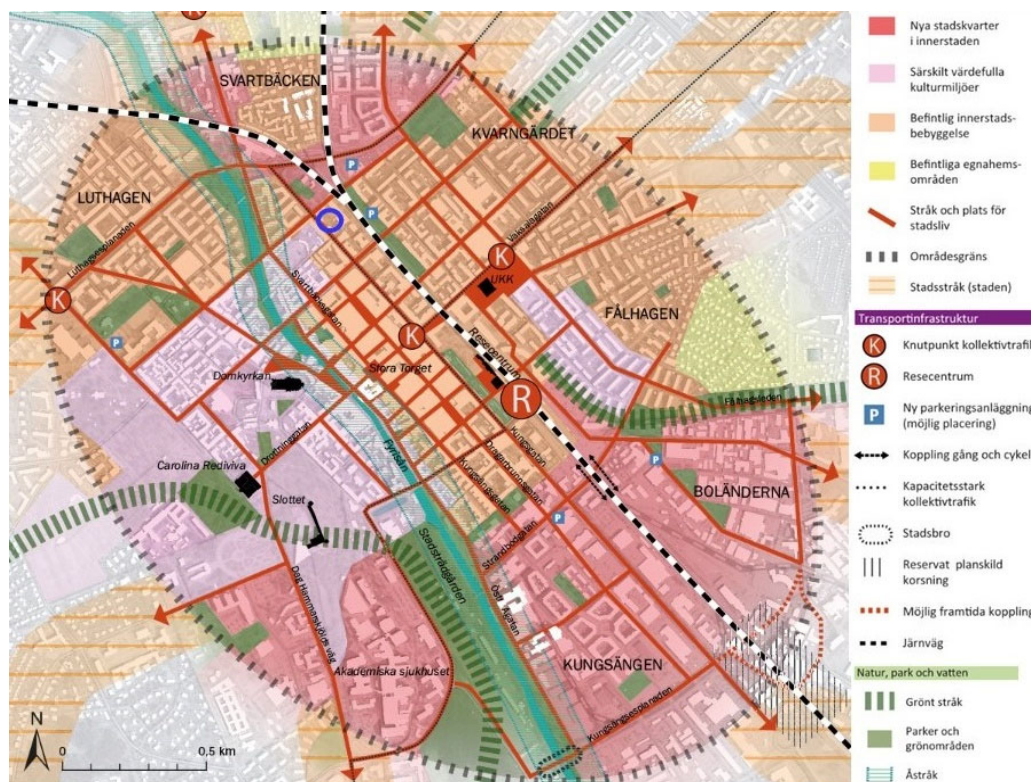 SVARTBÄCKEN
KVARNGÄRDET
LUTHAGEN
Luthagsesplanaden
Svartbäcksgatan
Vaksalagatan
UKK
FÅLHAGEN
Resecentrum
Stora Torget
Domkyrkan
Fyrisån
Drottninggatan
Carolina Rediviva
Slottet
Kungsgatan
Dragarbrunnsgatan
Kungsängsgatan
Fålhagsleden
BOLÄNDERNA
Strandbodgatan
Stadsträdgården
Östra Ågatan
Dag Hammarskjölds väg
Akademiska sjukhuset
KUNGSÄNGEN
Kungsängsesplanaden
K
K
K
K
R
P
P
P
P
P
N
0 0,5 km
Nya stadskvarter
i innerstaden
Särskilt värdefulla
kulturmiljöer
Befintlig innerstads-
bebyggelse
Befintliga egnahems-
områden
Stråk och plats för
stadsliv
Områdesgräns
Stadsstråk (staden)
Transportinfrastruktur
K Knutpunkt kollektivtrafik
R Resecentrum
P Ny parkeringsanläggning
(möjlig placering)
Koppling gång och cykel
Kapacitetsstark
kollektivtrafik
Stadsbro
Reservat planskild
korsning
Möjlig framtida koppling
Järnväg
Natur, park och vatten
Grönt stråk
Parker och
grönområden
Åstråk